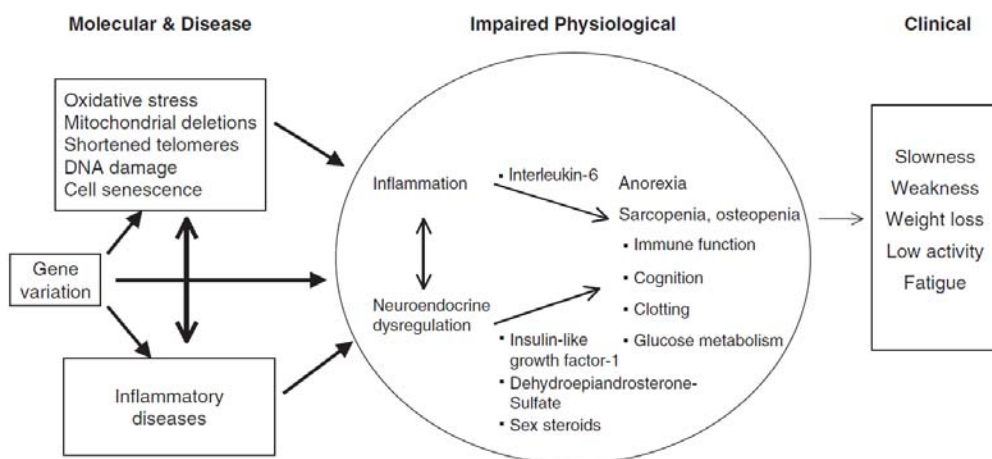 Molecular & Disease
Impaired Physiological
Clinical
Oxidative stress
Mitochondrial deletions
Shortened telomeres
DNA damage
Cell senescence
Gene
variation
Inflammatory
diseases
Inflammation
▪ Interleukin-6
Neuroendocrine
dysregulation
▪ Insulin-like
growth factor-1
▪ Dehydroepiandrosterone-
Sulfate
▪ Sex steroids
Anorexia
Sarcopenia, osteopenia
▪ Immune function
▪ Cognition
▪ Clotting
▪ Glucose metabolism
Slowness
Weakness
Weight loss
Low activity
Fatigue